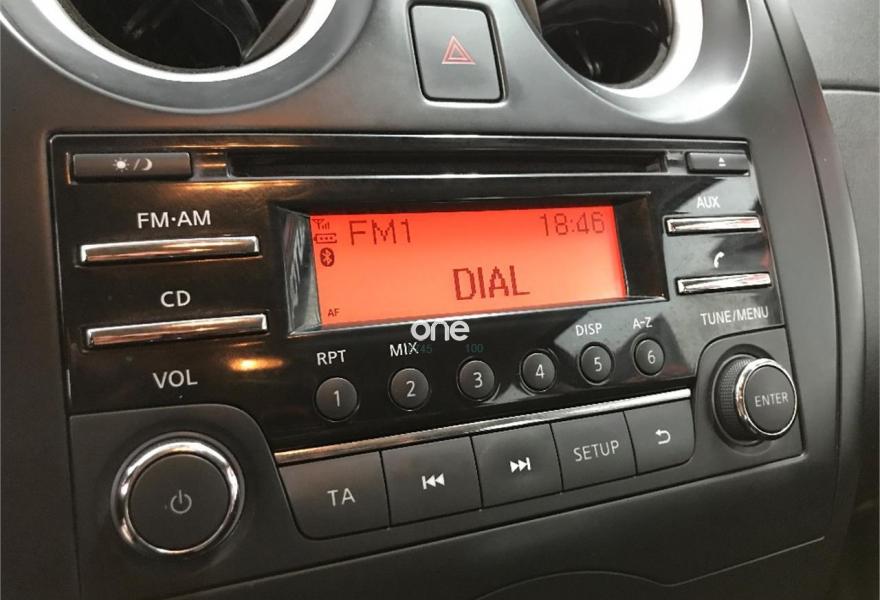 AUX
FM·AM
FM1 18:46
CD
DIAL
AF
one
TUNE/MENU
DISP A-Z
RPT MIX
100
VOL
1 2 3 4 5 6
ENTER
TA SETUP